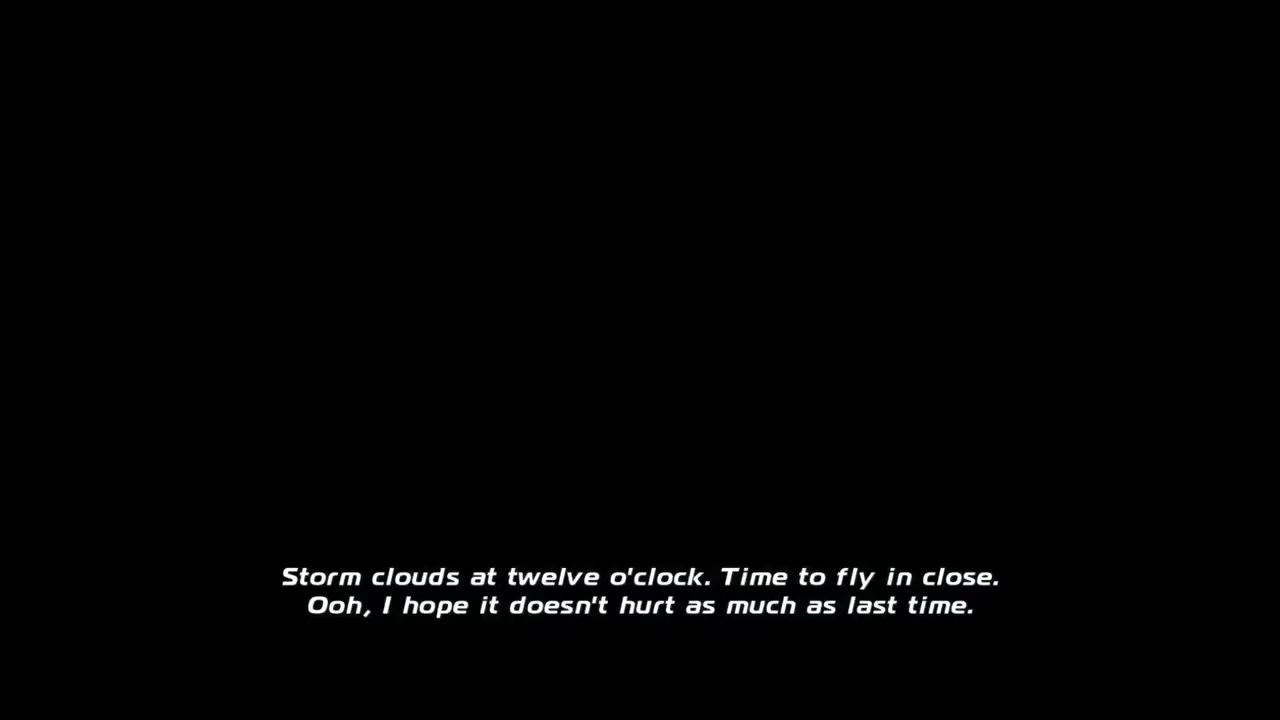 Storm clouds at twelve o'clock. Time to fly in close.
Ooh, I hope it doesn't hurt as much as last time.